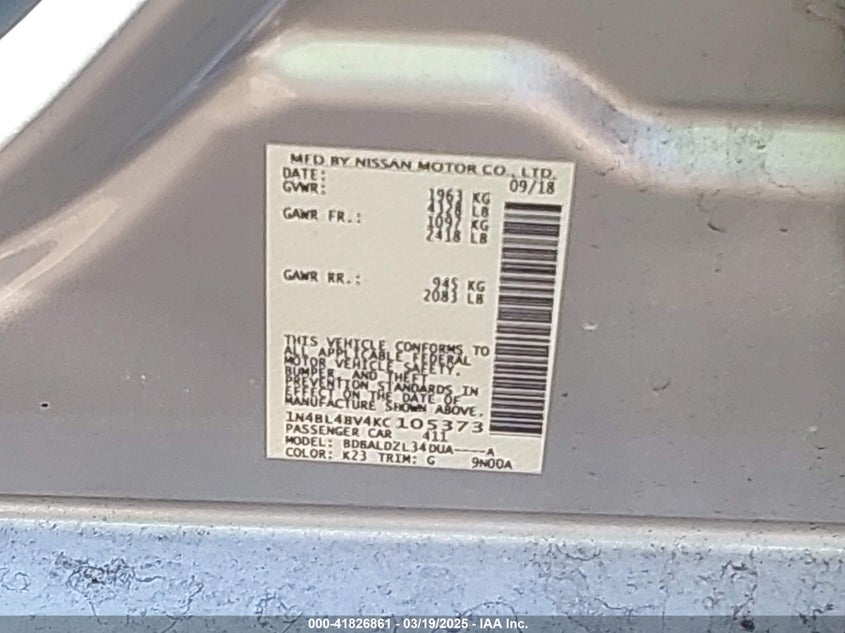 MFD BY NISSAN MOTOR CO., LTD.
DATE: 09/18
GVWR: 1963 KG
4328 LB
GAWR FR.: 1097 KG
2418 LB
GAWR RR.: 945 KG
2083 LB
THIS VEHICLE CONFORMS TO
ALL APPLICABLE FEDERAL
MOTOR VEHICLE SAFETY,
BUMPER, AND THEFT
PREVENTION STANDARDS IN
EFFECT ON THE DATE OF
MANUFACTURE SHOWN ABOVE.
1N4BL4BV4KC105373
PASSENGER CAR 411
MODEL: BDBALDZL34DUA----A
COLOR: K23 TRIM: G 9N00A
000-41826861 - 03/19/2025 - IAA Inc.